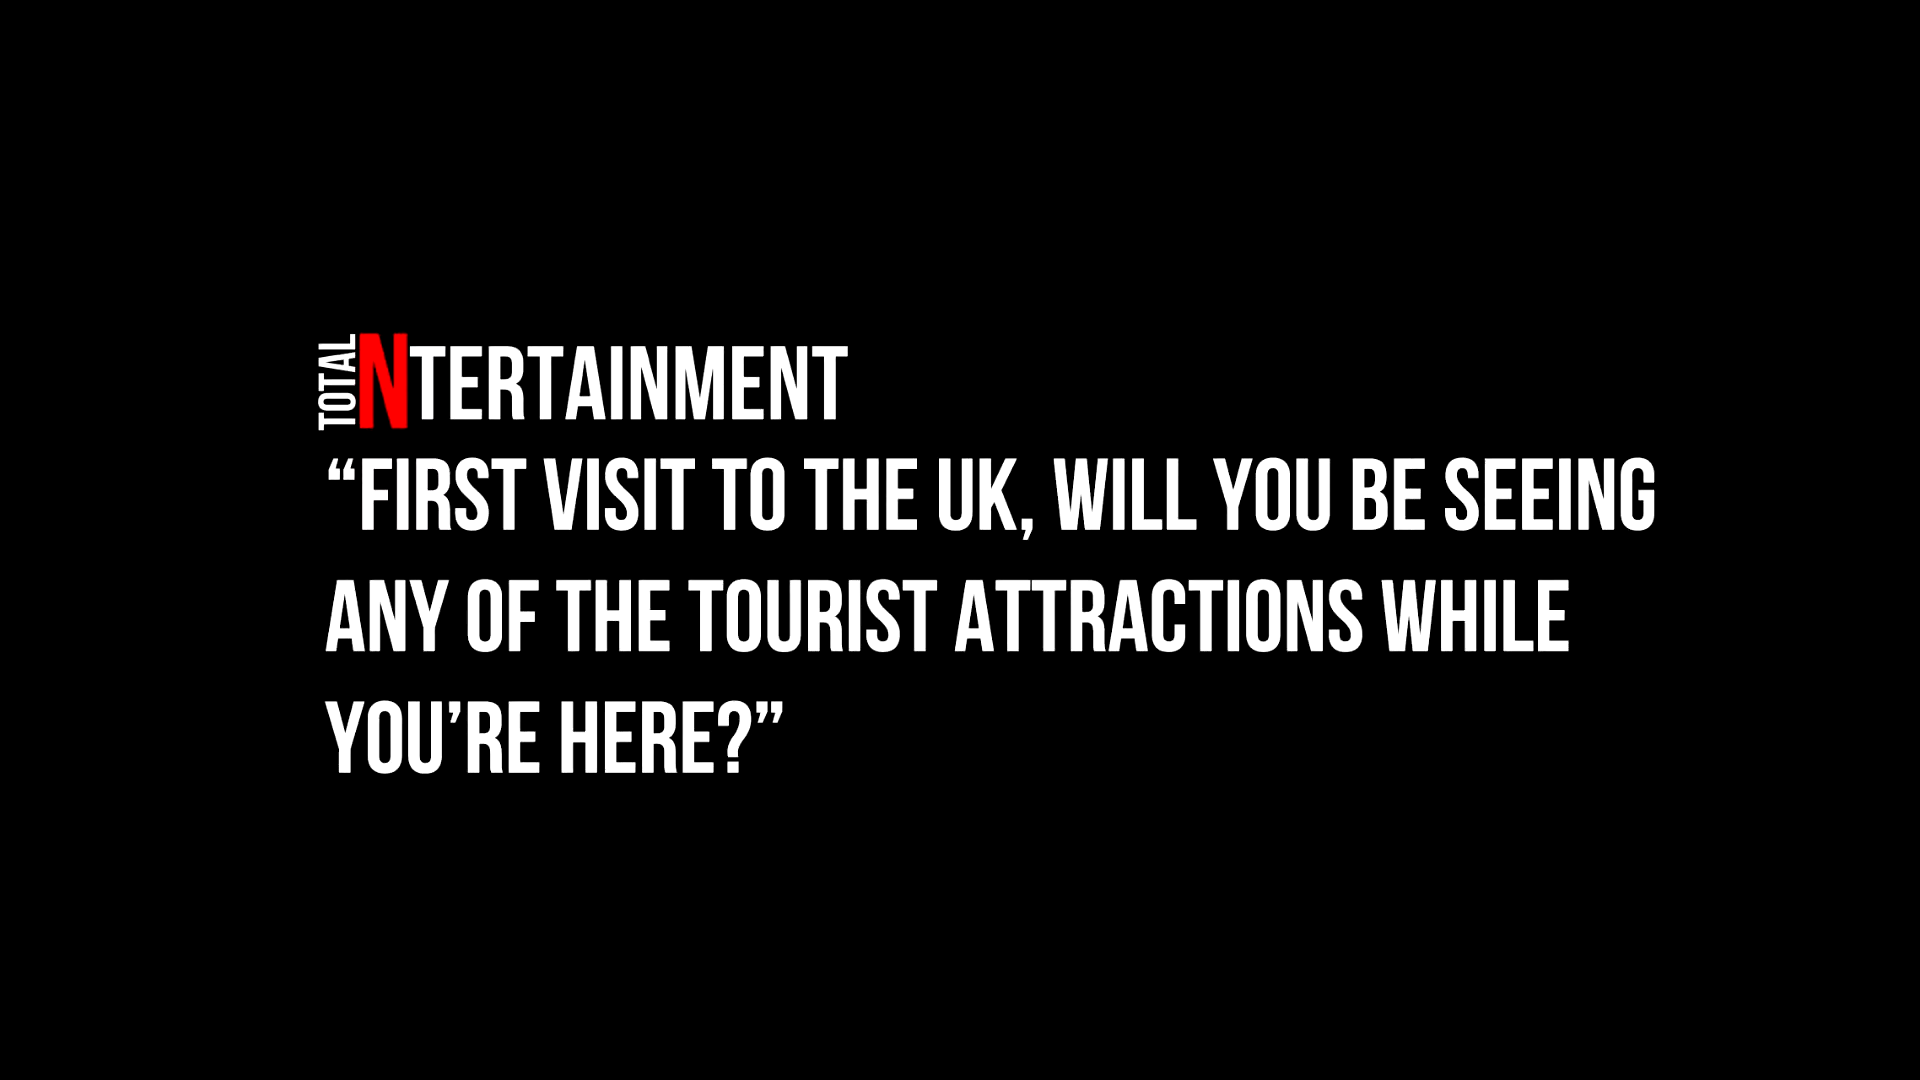 TOTAL NTERTAINMENT
“FIRST VISIT TO THE UK, WILL YOU BE SEEING
ANY OF THE TOURIST ATTRACTIONS WHILE
YOU’RE HERE?”